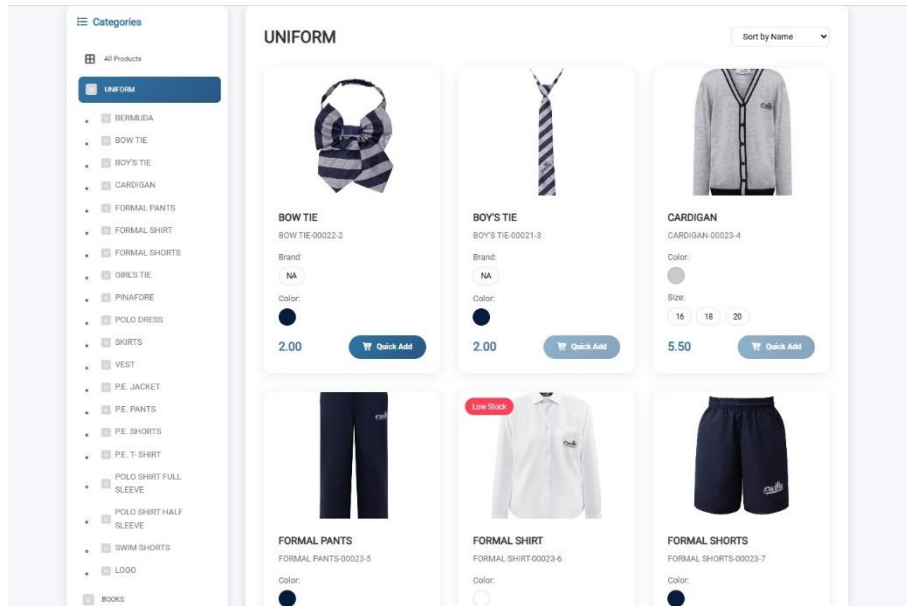 Categories
All Products
UNIFORM
BERMUDA
BOW TIE
BOY'S TIE
CARDIGAN
FORMAL PANTS
FORMAL SHIRT
FORMAL SHORTS
GIRL'S TIE
PINAFORE
POLO DRESS
SKIRTS
VEST
P.E. JACKET
P.E. PANTS
P.E. SHORTS
P.E. T- SHIRT
POLO SHIRT FULL
SLEEVE
POLO SHIRT HALF
SLEEVE
SWIM SHORTS
LOGO
BOOKS
UNIFORM
Sort by Name
BOW TIE
BOW TIE-00022-2
Brand:
NA
Color:
2.00
Quick Add
BOY'S TIE
BOY'S TIE-00021-3
Brand:
NA
Color:
2.00
Quick Add
CARDIGAN
CARDIGAN-00023-4
Color:
Size:
16 18 20
5.50
Quick Add
FORMAL PANTS
FORMAL PANTS-00023-5
Color:
Low Stock
FORMAL SHIRT
FORMAL SHIRT-00023-6
Color:
FORMAL SHORTS
FORMAL SHORTS-00023-7
Color: